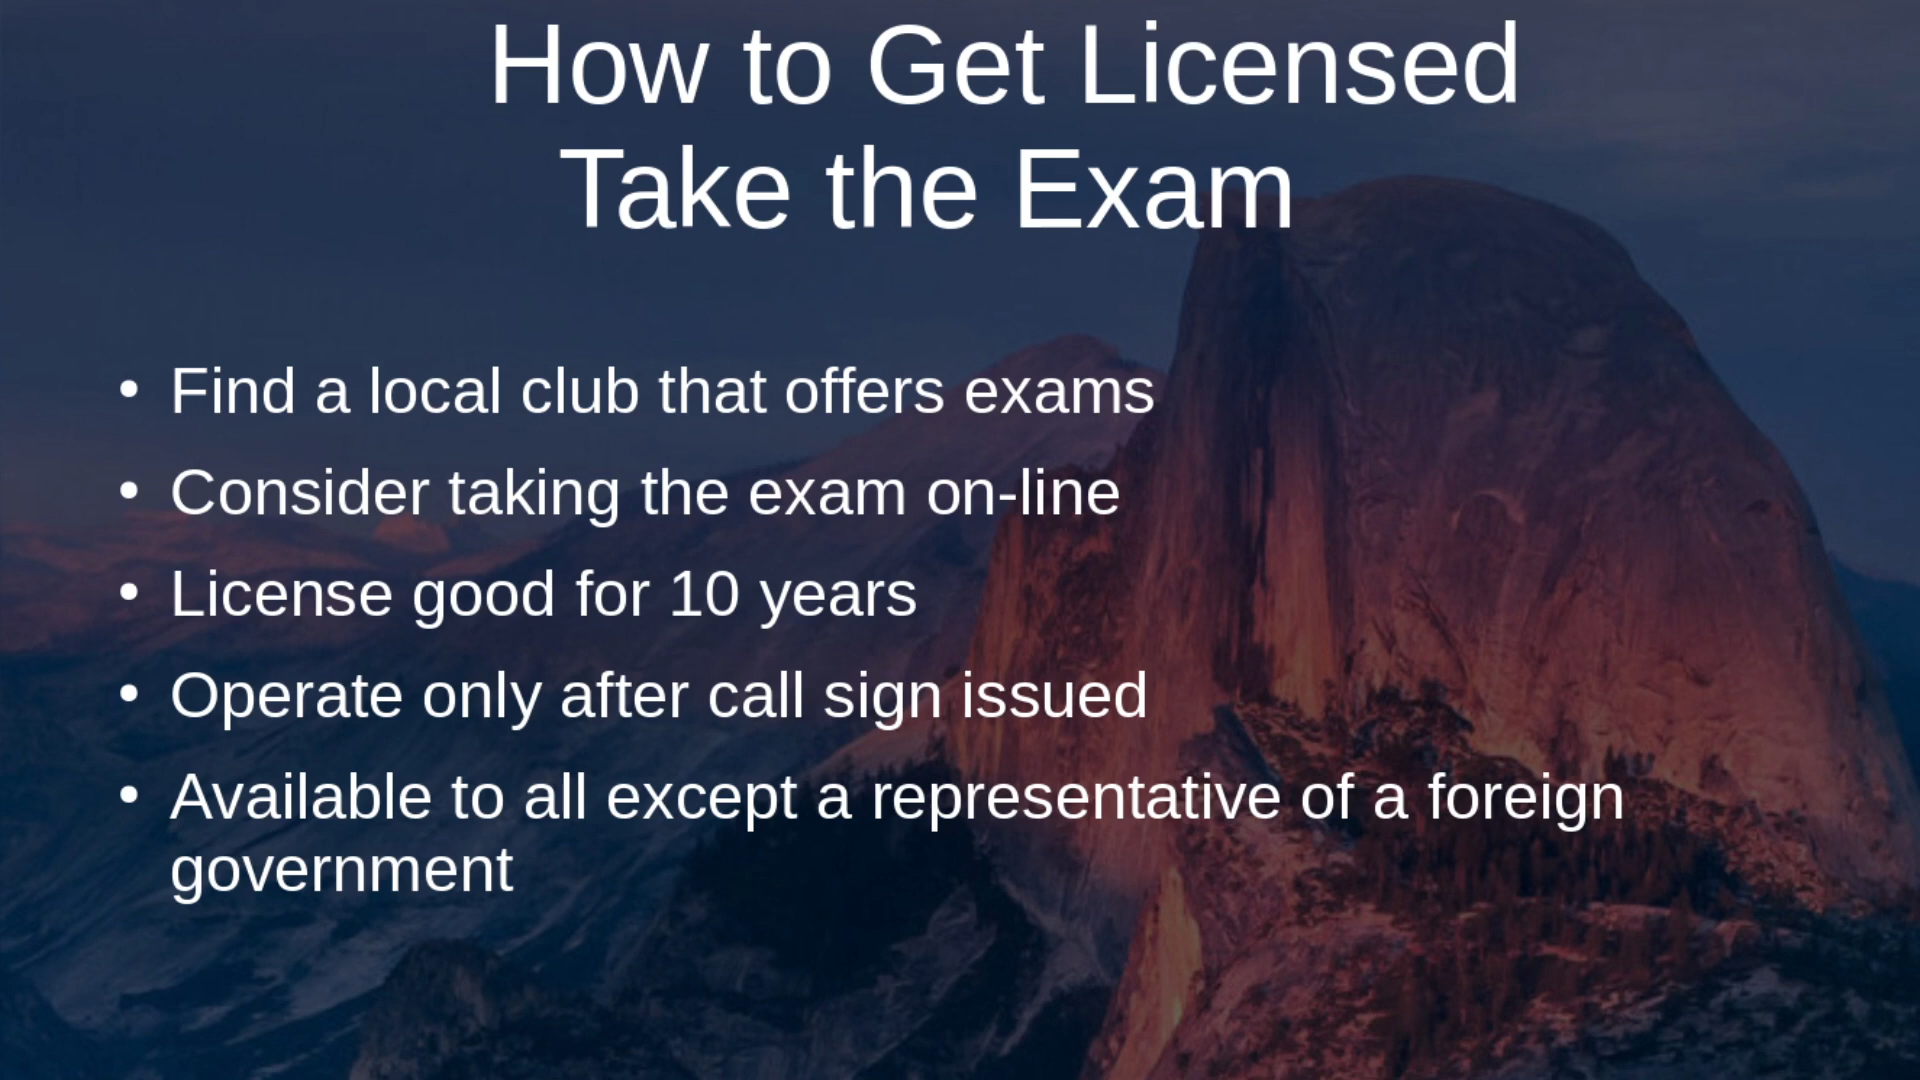 How to Get Licensed
Take the Exam
• Find a local club that offers exams
• Consider taking the exam on-line
• License good for 10 years
• Operate only after call sign issued
• Available to all except a representative of a foreign
government